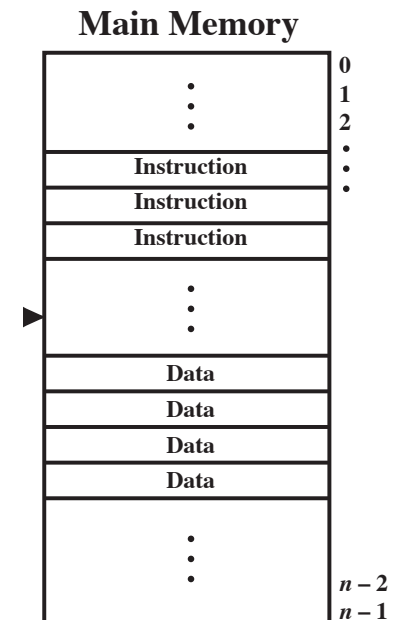 Main Memory
0
1
2
Instruction
Instruction
Instruction
Data
Data
Data
Data
n – 2
n – 1